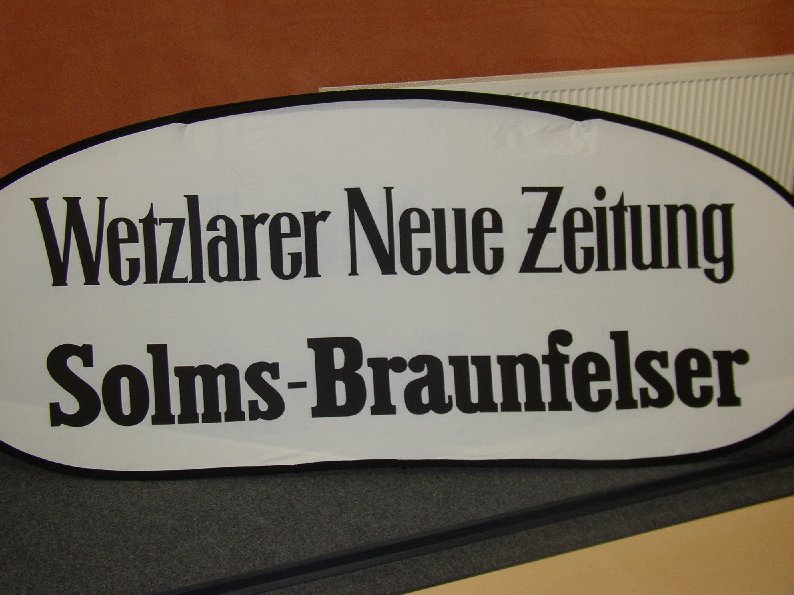 Wetzlarer Neue Zeitung
Solms-Braunfelser